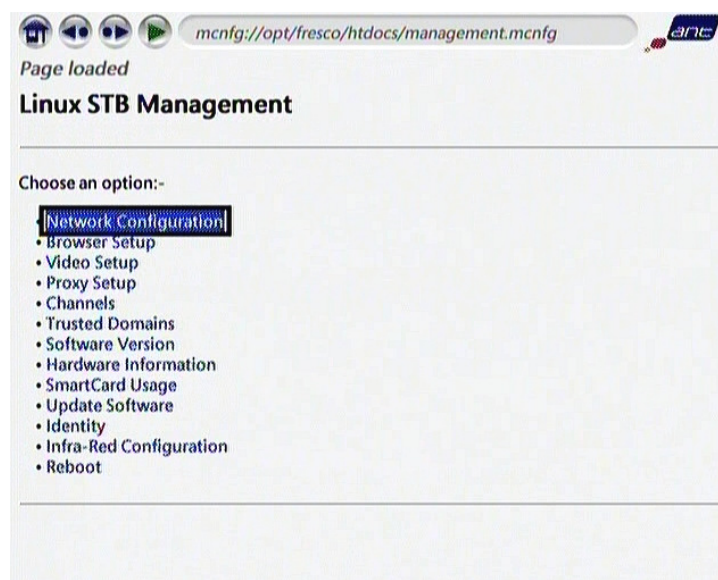 mcnfg://opt/fresco/htdocs/management.mcnfg
ant
Page loaded
Linux STB Management
Choose an option:-
• Network Configuration
• Browser Setup
• Video Setup
• Proxy Setup
• Channels
• Trusted Domains
• Software Version
• Hardware Information
• SmartCard Usage
• Update Software
• Identity
• Infra-Red Configuration
• Reboot